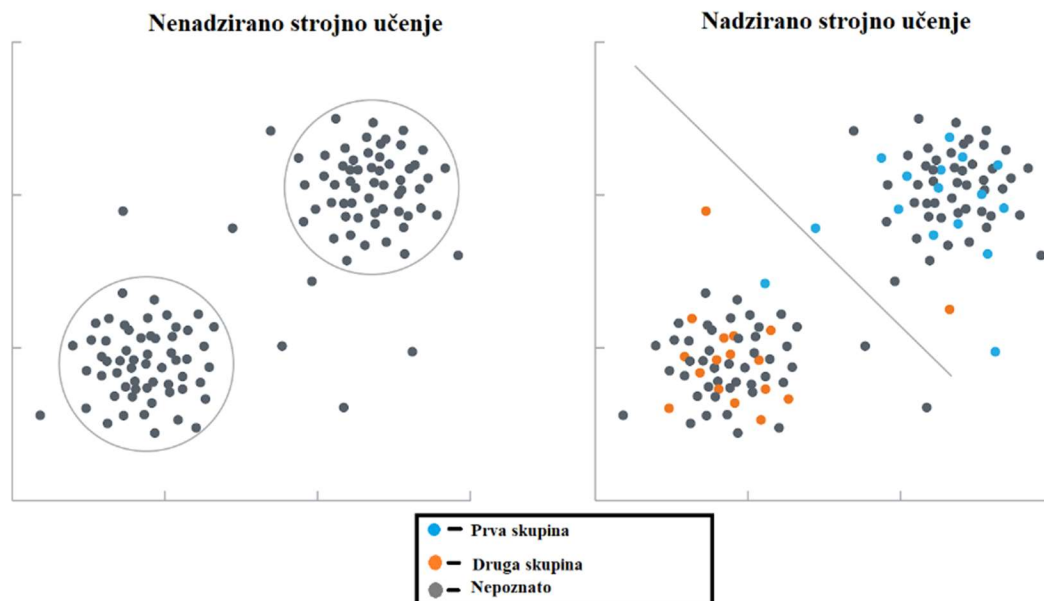 Nenadzirano strojno učenje
Nadzirano strojno učenje
Prva skupina
Druga skupina
Nepoznato